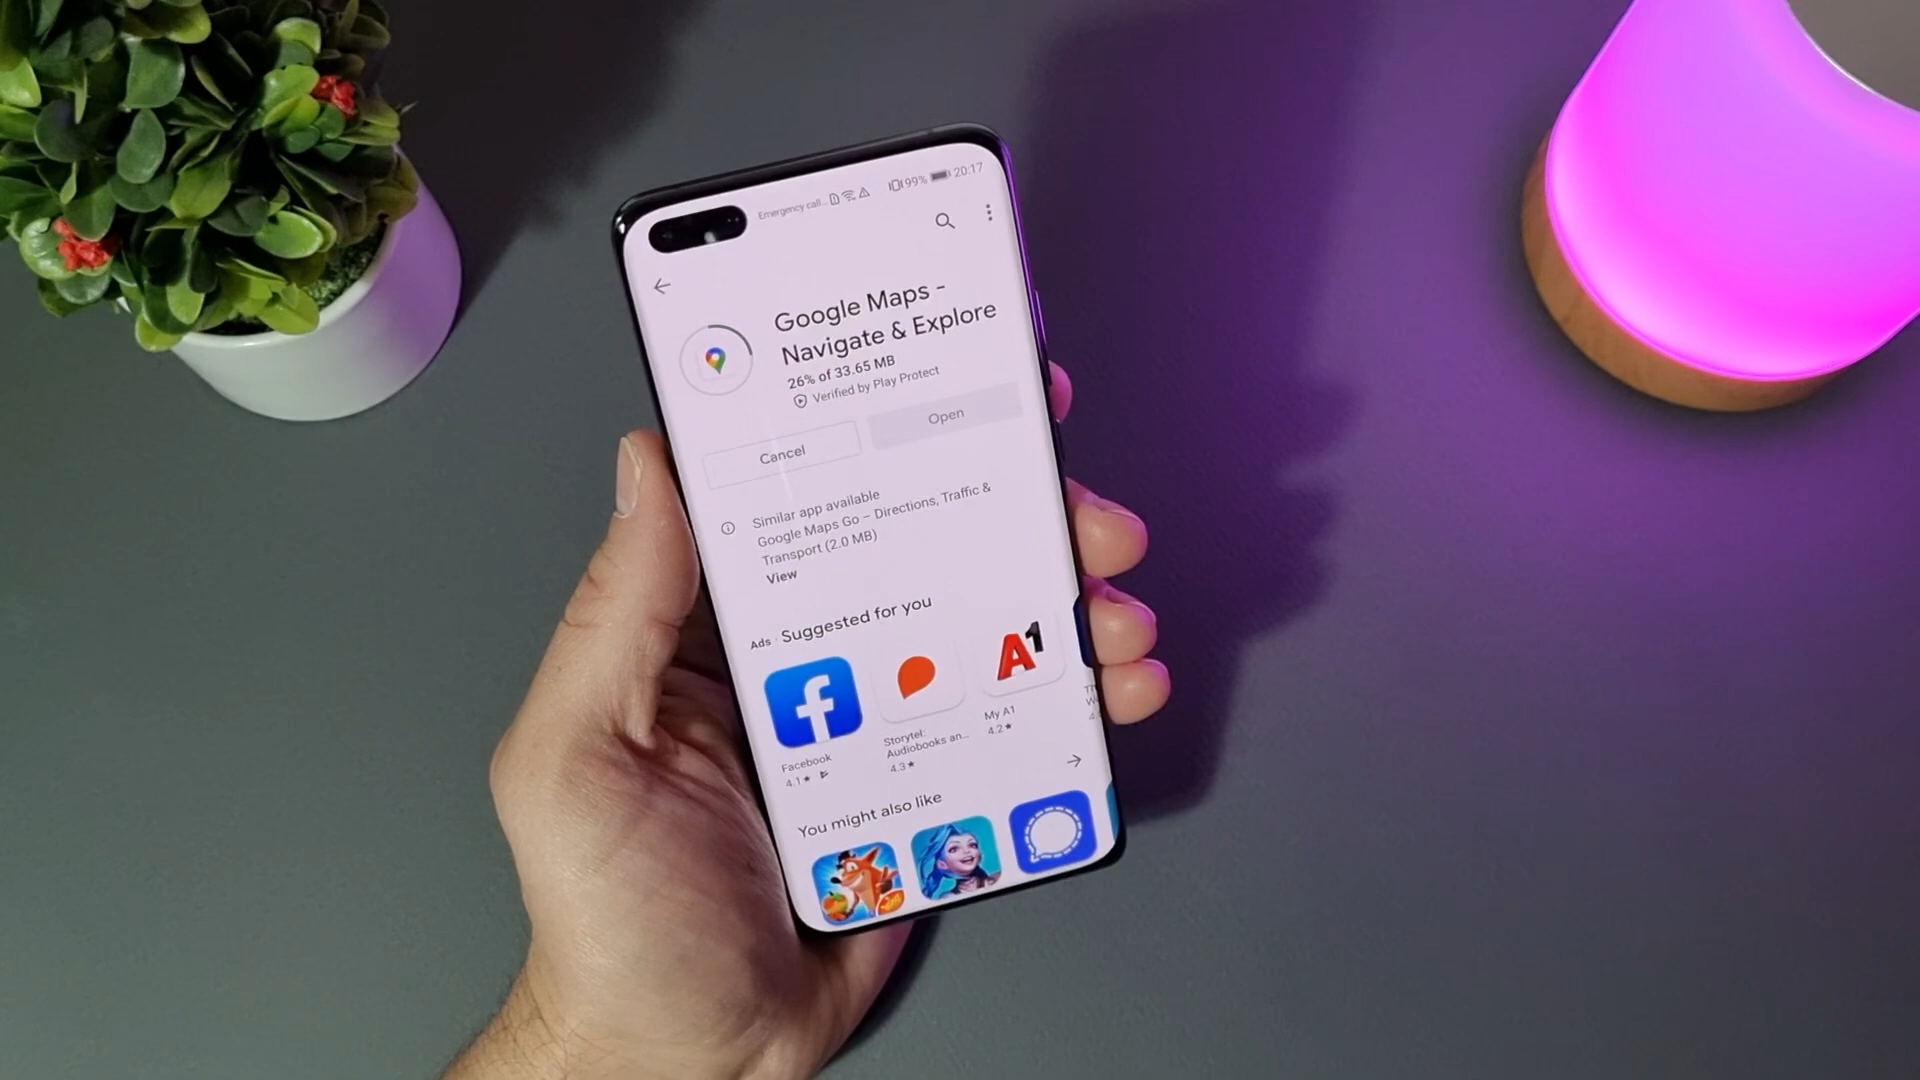 Emergency call... 99% 20:17
Google Maps -
Navigate & Explore
26% of 33.65 MB
Verified by Play Protect
Cancel
Open
Similar app available
Google Maps Go – Directions, Traffic &
Transport (2.0 MB)
View
Ads · Suggested for you
Facebook
4.1★
Storytel:
Audiobooks an...
4.3★
A1
My A1
4.2★
You might also like